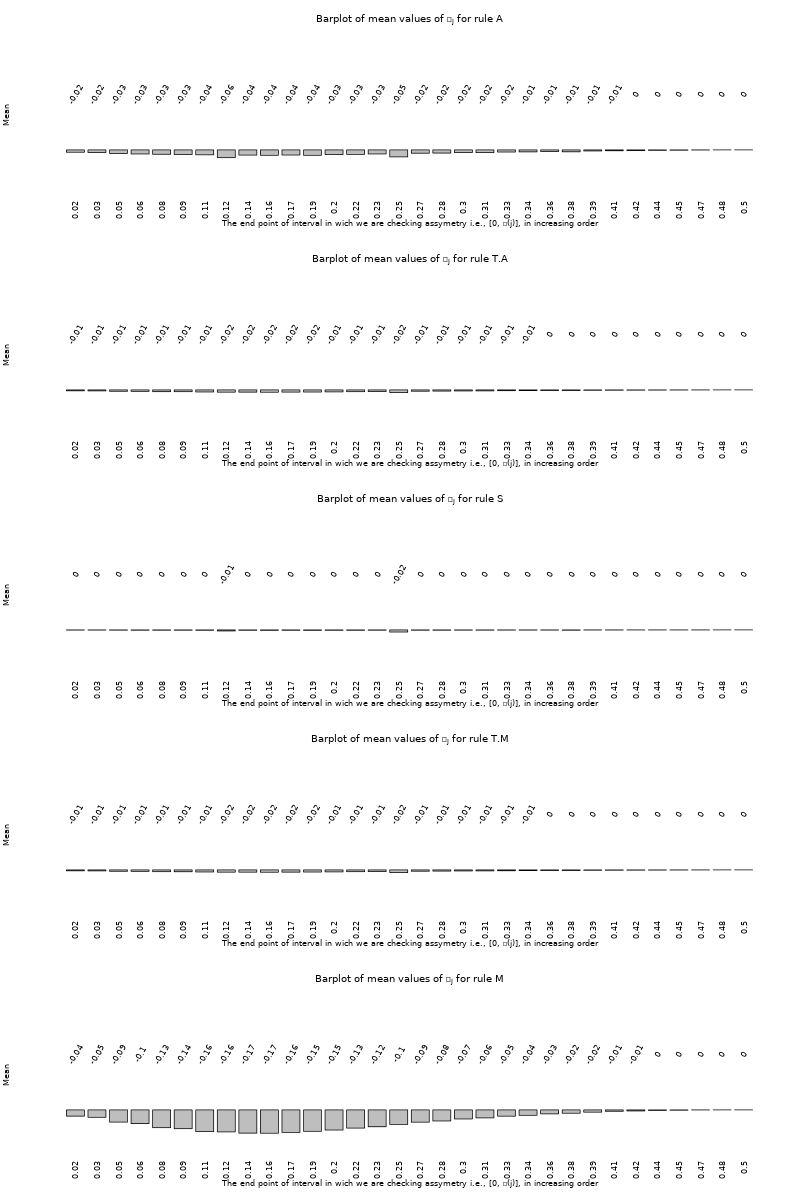 Barplot of mean values of □j for rule A
Mean
-0.02 -0.02 -0.03 -0.03 -0.03 -0.03 -0.04 -0.06 -0.04 -0.04 -0.04 -0.04 -0.03 -0.03 -0.03 -0.05 -0.02 -0.02 -0.02 -0.02 -0.02 -0.01 -0.01 -0.01 -0.01 -0.01 0 0 0 0 0 0
0.02 0.03 0.05 0.06 0.08 0.09 0.11 0.12 0.14 0.16 0.17 0.19 0.2 0.22 0.23 0.25 0.27 0.28 0.3 0.31 0.33 0.34 0.36 0.38 0.39 0.41 0.42 0.44 0.45 0.47 0.48 0.5
The end point of interval in wich we are checking assymetry i.e., [0, □(j)], in increasing order
Barplot of mean values of □j for rule T.A
Mean
-0.01 -0.01 -0.01 -0.01 -0.01 -0.01 -0.01 -0.02 -0.02 -0.02 -0.02 -0.02 -0.01 -0.01 -0.01 -0.02 -0.01 -0.01 -0.01 -0.01 -0.01 -0.01 0 0 0 0 0 0 0 0 0 0
0.02 0.03 0.05 0.06 0.08 0.09 0.11 0.12 0.14 0.16 0.17 0.19 0.2 0.22 0.23 0.25 0.27 0.28 0.3 0.31 0.33 0.34 0.36 0.38 0.39 0.41 0.42 0.44 0.45 0.47 0.48 0.5
The end point of interval in wich we are checking assymetry i.e., [0, □(j)], in increasing order
Barplot of mean values of □j for rule S
Mean
0 0 0 0 0 0 0 -0.01 0 0 0 0 0 0 0 -0.02 0 0 0 0 0 0 0 0 0 0 0 0 0 0 0 0
0.02 0.03 0.05 0.06 0.08 0.09 0.11 0.12 0.14 0.16 0.17 0.19 0.2 0.22 0.23 0.25 0.27 0.28 0.3 0.31 0.33 0.34 0.36 0.38 0.39 0.41 0.42 0.44 0.45 0.47 0.48 0.5
The end point of interval in wich we are checking assymetry i.e., [0, □(j)], in increasing order
Barplot of mean values of □j for rule T.M
Mean
-0.01 -0.01 -0.01 -0.01 -0.01 -0.01 -0.01 -0.02 -0.02 -0.02 -0.02 -0.02 -0.01 -0.01 -0.01 -0.02 -0.01 -0.01 -0.01 -0.01 -0.01 -0.01 0 0 0 0 0 0 0 0 0 0
0.02 0.03 0.05 0.06 0.08 0.09 0.11 0.12 0.14 0.16 0.17 0.19 0.2 0.22 0.23 0.25 0.27 0.28 0.3 0.31 0.33 0.34 0.36 0.38 0.39 0.41 0.42 0.44 0.45 0.47 0.48 0.5
The end point of interval in wich we are checking assymetry i.e., [0, □(j)], in increasing order
Barplot of mean values of □j for rule M
Mean
-0.04 -0.05 -0.09 -0.1 -0.13 -0.14 -0.16 -0.16 -0.17 -0.17 -0.16 -0.15 -0.15 -0.13 -0.12 -0.1 -0.09 -0.08 -0.07 -0.06 -0.05 -0.04 -0.03 -0.02 -0.02 -0.01 -0.01 0 0 0 0 0
0.02 0.03 0.05 0.06 0.08 0.09 0.11 0.12 0.14 0.16 0.17 0.19 0.2 0.22 0.23 0.25 0.27 0.28 0.3 0.31 0.33 0.34 0.36 0.38 0.39 0.41 0.42 0.44 0.45 0.47 0.48 0.5
The end point of interval in wich we are checking assymetry i.e., [0, □(j)], in increasing order